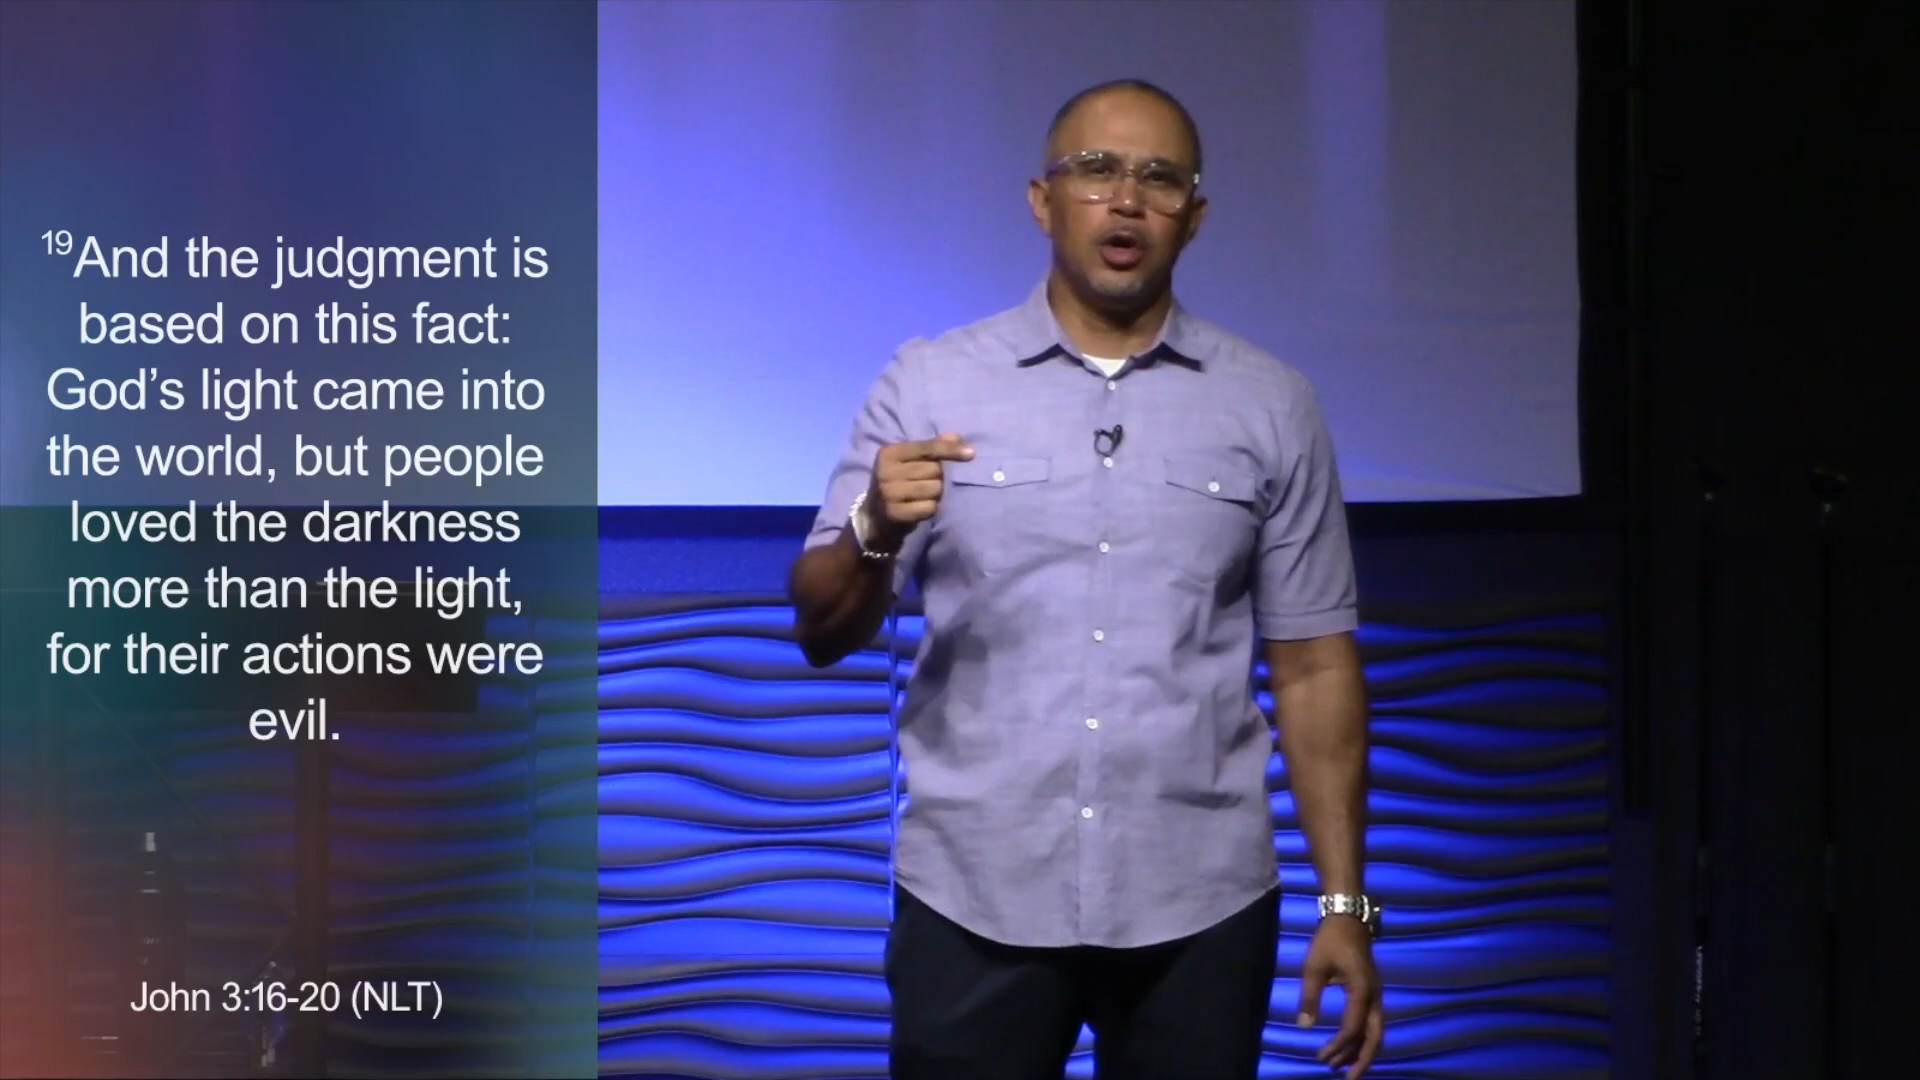 19And the judgment is
based on this fact:
God’s light came into
the world, but people
loved the darkness
more than the light,
for their actions were
evil.
John 3:16-20 (NLT)